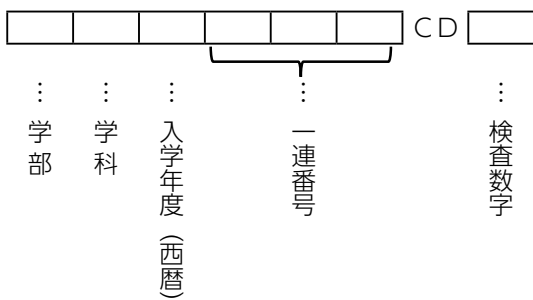 CD
…学部
…学科
…入学年度（西暦）
…一連番号
…検査数字